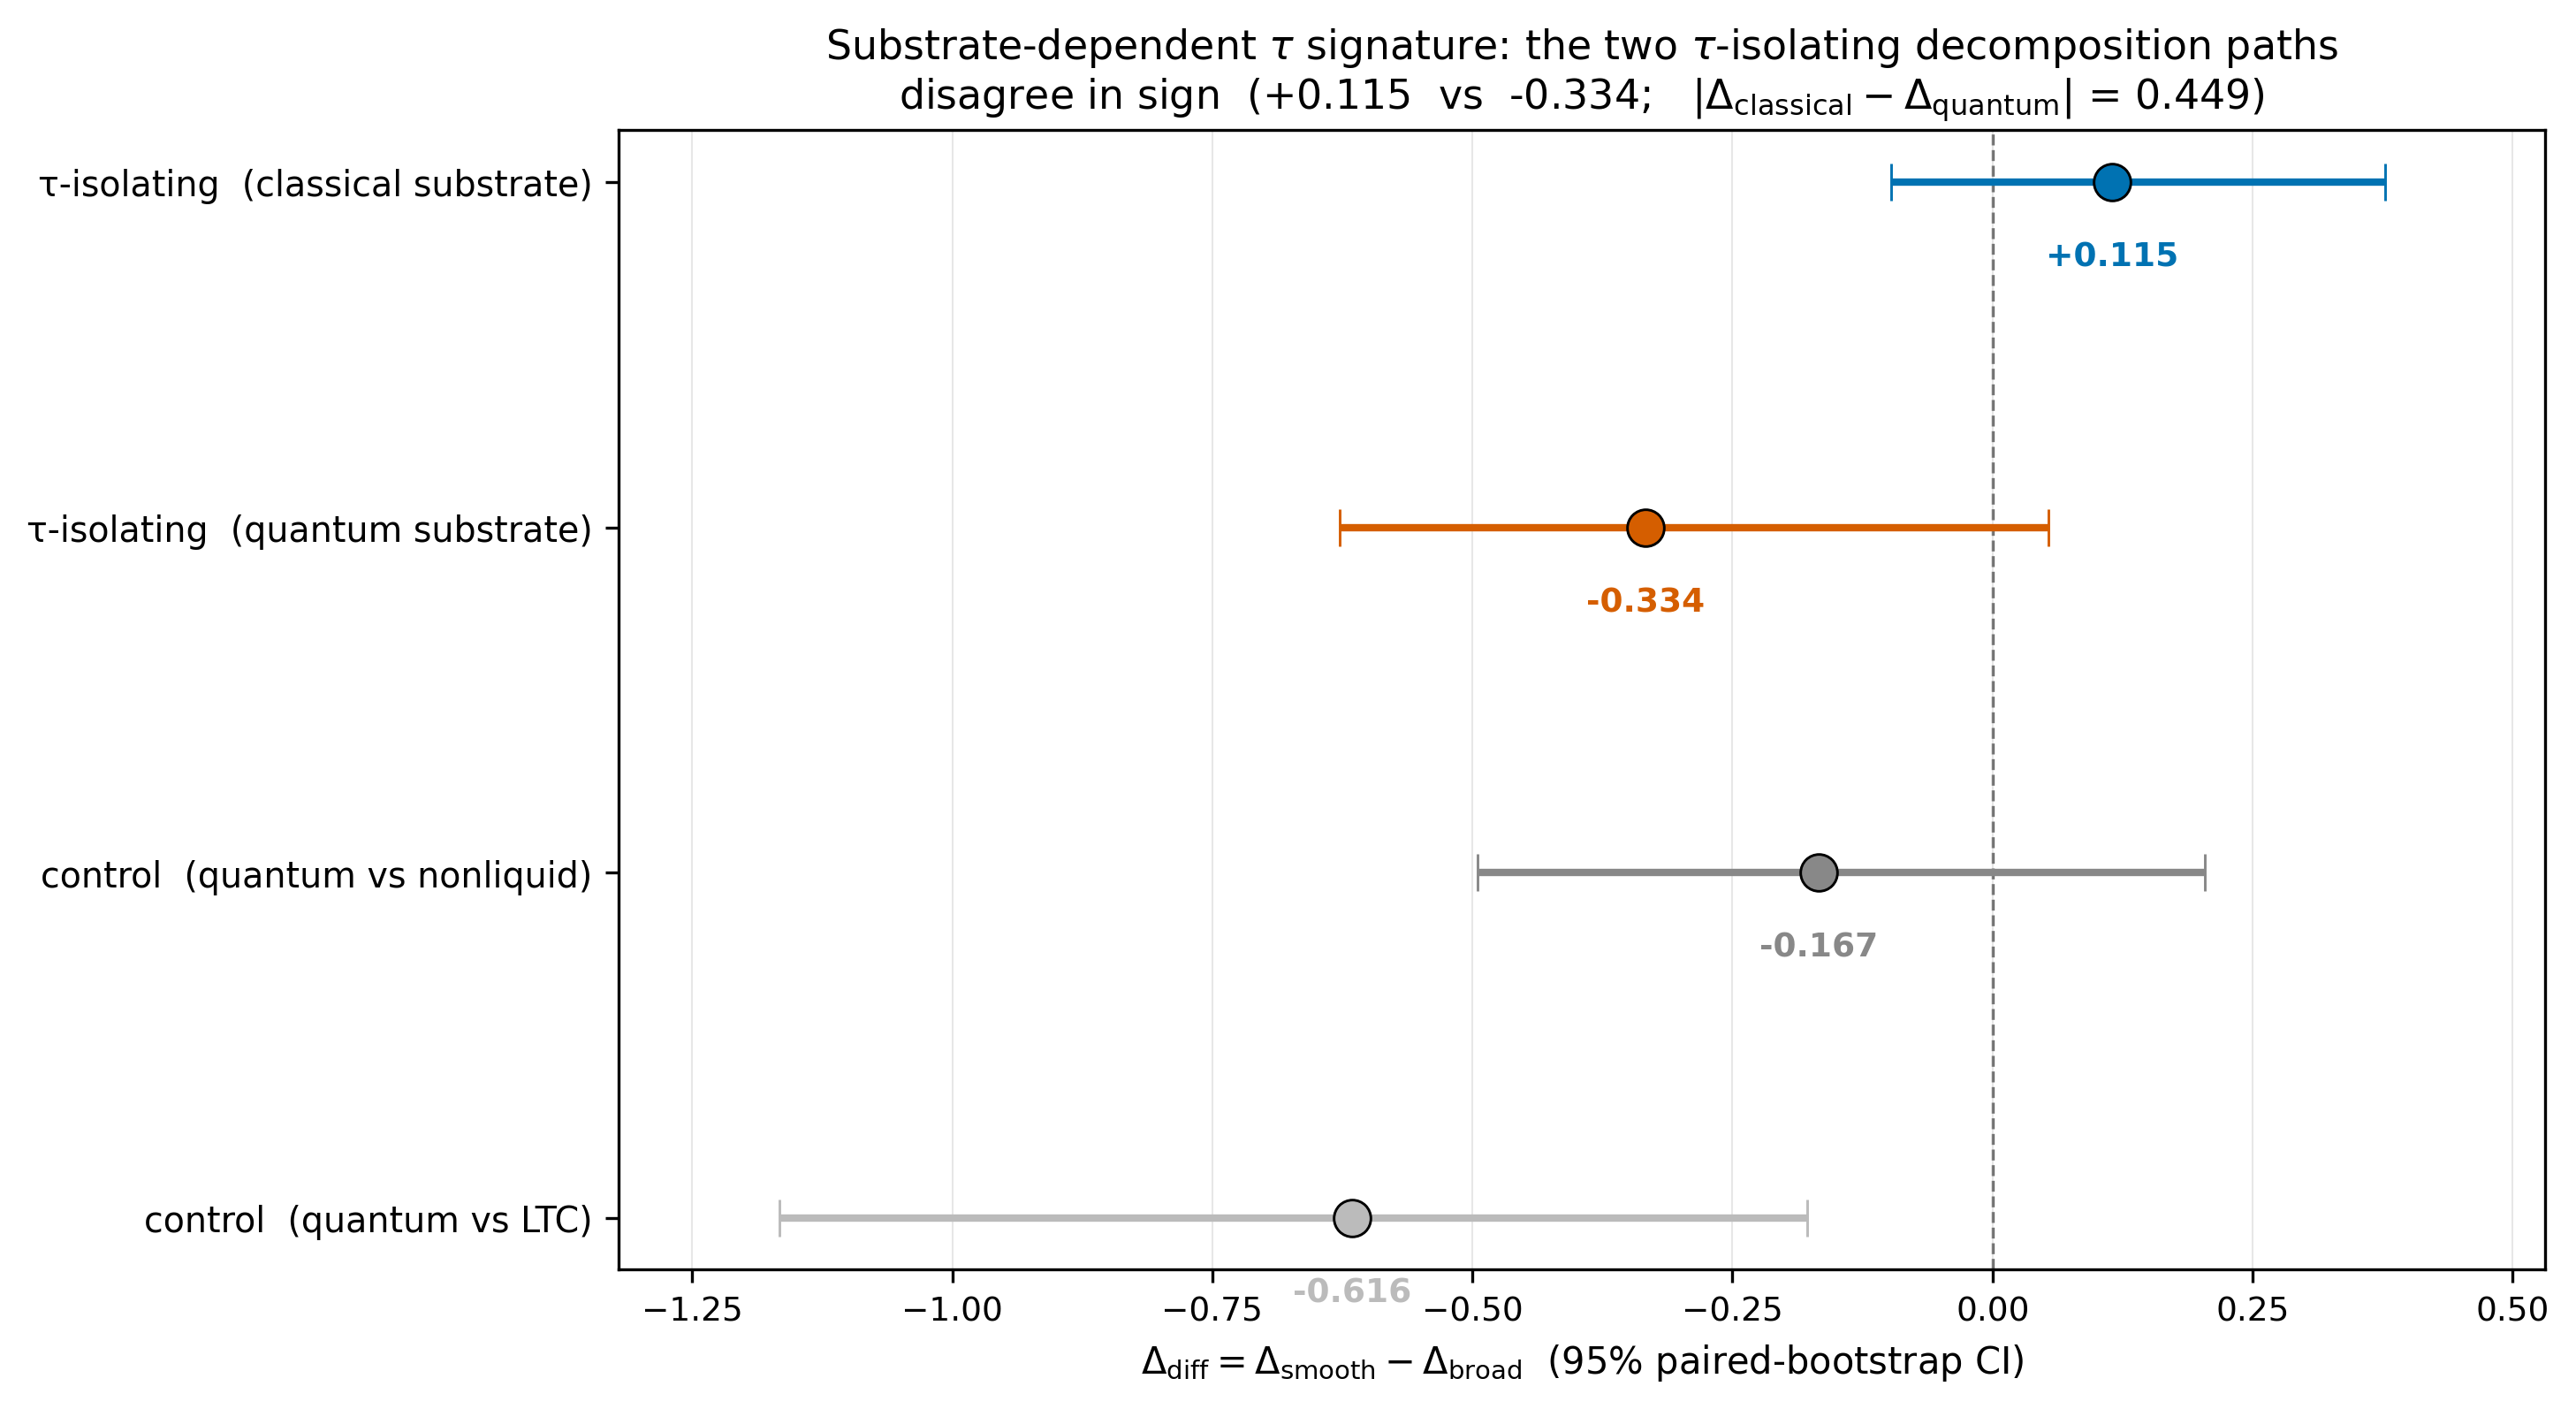 Substrate-dependent τ signature: the two τ-isolating decomposition paths
disagree in sign (+0.115 vs -0.334; |Δclassical − Δquantum| = 0.449)
τ-isolating (classical substrate)
+0.115
τ-isolating (quantum substrate)
-0.334
control (quantum vs nonliquid)
-0.167
control (quantum vs LTC)
-0.616
−1.25 −1.00 −0.75 −0.50 −0.25 0.00 0.25 0.50
Δdiff = Δsmooth − Δbroad (95% paired-bootstrap CI)